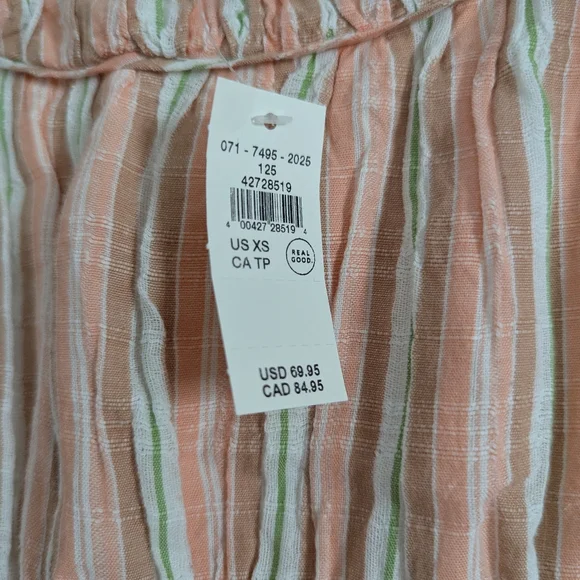 071 - 7495 - 2025
125
42728519
4 00427 28519 4
US XS
CA TP
REAL
GOOD.
USD 69.95
CAD 84.95